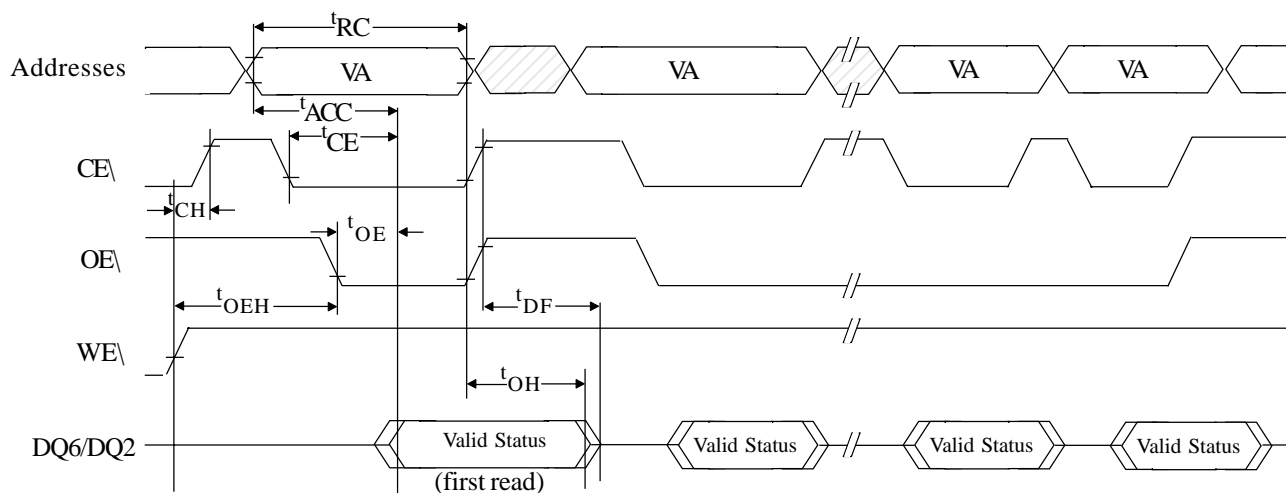 tRC
Addresses VA VA VA VA
tACC
tCE
CE\
tCH
tOE
OE\
tOEH
tDF
WE\
tOH
DQ6/DQ2 Valid Status Valid Status Valid Status Valid Status
(first read)